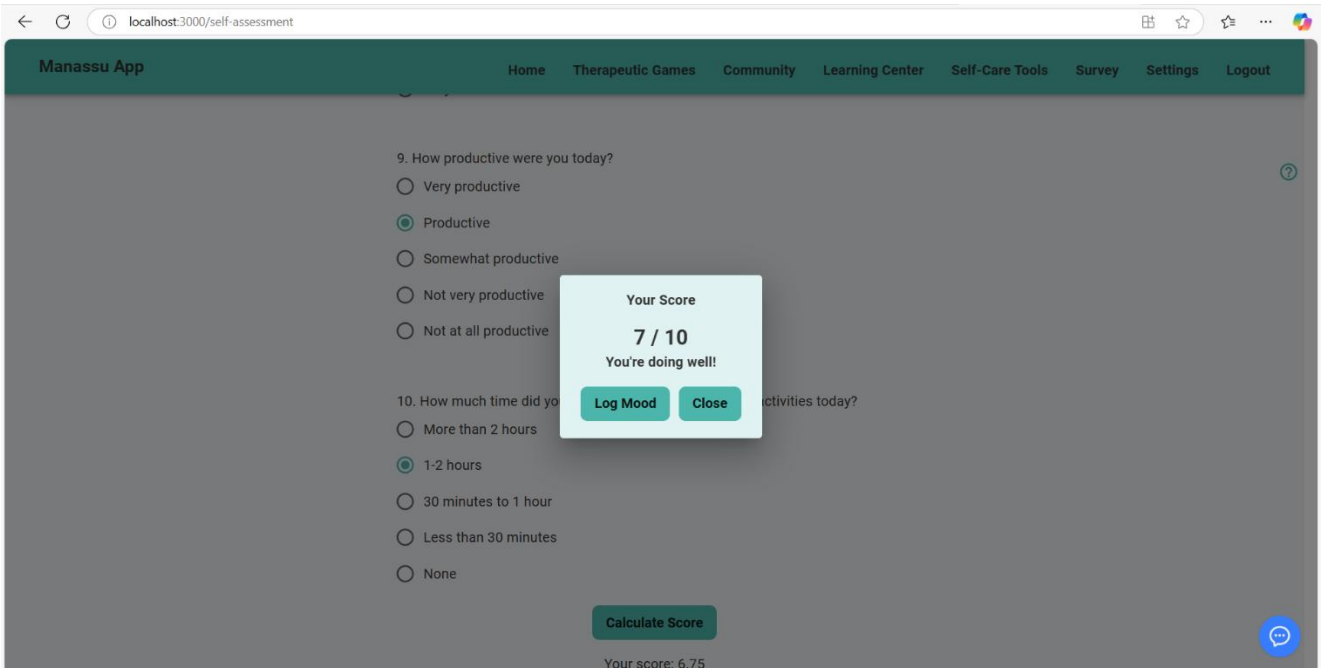 localhost:3000/self-assessment
Manassu App Home Therapeutic Games Community Learning Center Self-Care Tools Survey Settings Logout
9. How productive were you today?
Very productive
Productive
Somewhat productive
Not very productive
Not at all productive
Your Score
7 / 10
You're doing well!
Log Mood Close
10. How much time did yo ctivities today?
More than 2 hours
1-2 hours
30 minutes to 1 hour
Less than 30 minutes
None
Calculate Score
Your score: 6.75